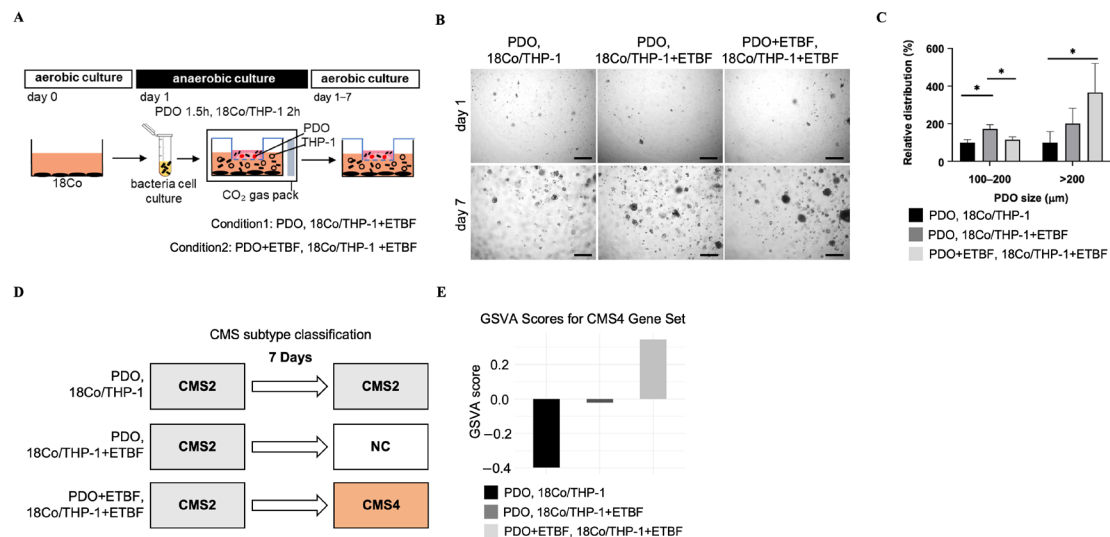 A
aerobic culture
anaerobic culture
aerobic culture
day 0
day 1
day 1–7
PDO 1.5h, 18Co/THP-1 2h
PDO
THP-1
18Co
bacteria cell
culture
CO₂ gas pack
Condition1: PDO, 18Co/THP-1+ETBF
Condition2: PDO+ETBF, 18Co/THP-1 +ETBF
B
PDO,
18Co/THP-1
PDO,
18Co/THP-1+ETBF
PDO+ETBF,
18Co/THP-1+ETBF
day 1
day 7
C
Relative distribution (%)
600
400
200
0
*
*
*
100–200
>200
PDO size (μm)
PDO, 18Co/THP-1
PDO, 18Co/THP-1+ETBF
PDO+ETBF, 18Co/THP-1+ETBF
D
CMS subtype classification
7 Days
PDO,
18Co/THP-1
CMS2
CMS2
PDO,
18Co/THP-1+ETBF
CMS2
NC
PDO+ETBF,
18Co/THP-1+ETBF
CMS2
CMS4
E
GSVA Scores for CMS4 Gene Set
GSVA score
0.2
0.0
−0.2
−0.4
PDO, 18Co/THP-1
PDO, 18Co/THP-1+ETBF
PDO+ETBF, 18Co/THP-1+ETBF